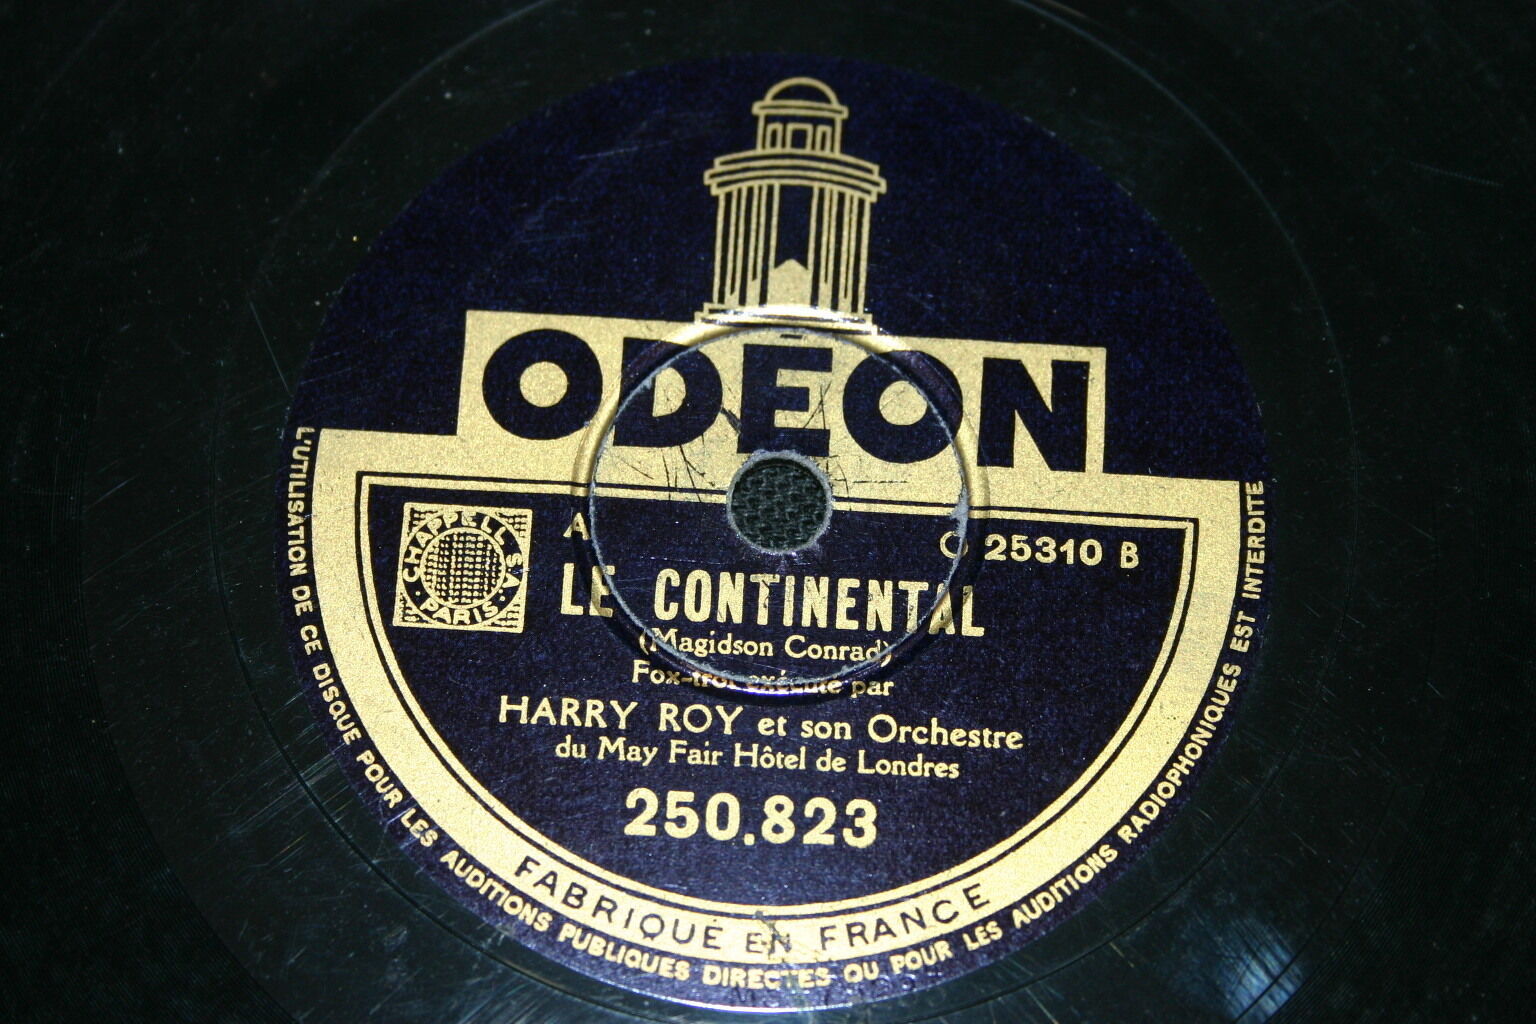 ODEON
CHAPPELL S.A. PARIS
A
O 25310 B
LE CONTINENTAL
(Magidson Conrad)
Fox-trot exécuté par
HARRY ROY et son Orchestre
du May Fair Hôtel de Londres
250.823
FABRIQUÉ EN FRANCE
L'UTILISATION DE CE DISQUE POUR LES AUDITIONS PUBLIQUES DIRECTES OU POUR LES AUDITIONS RADIOPHONIQUES EST INTERDITE